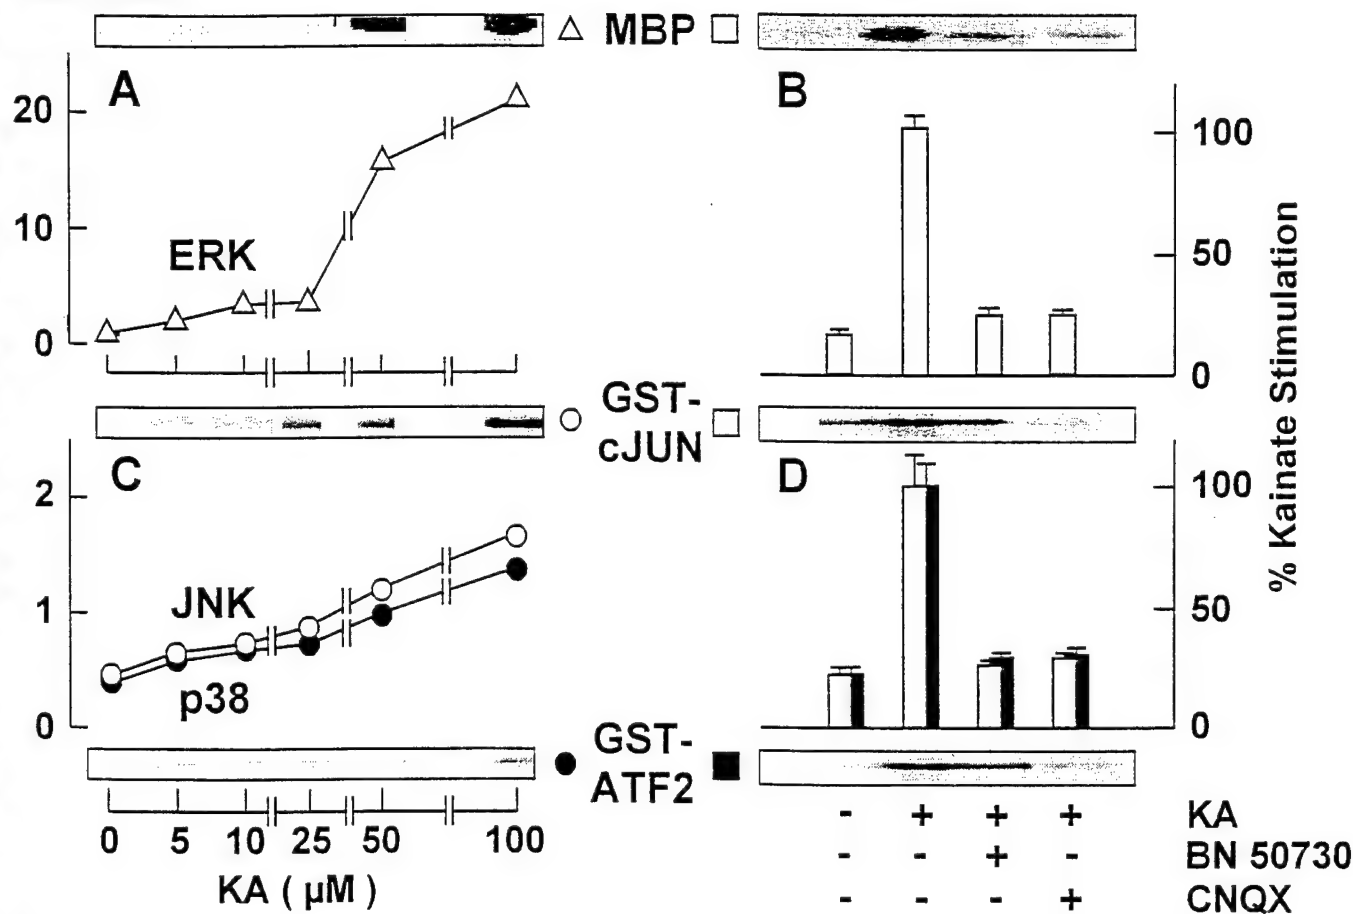 MBP
A
B
20
10
0
ERK
100
50
0
% Kainate Stimulation
GST-
cJUN
C
D
2
1
0
JNK
p38
100
50
0
GST-
ATF2
0 5 10 25 50 100
KA ( µM )
- + + + KA
- - + - BN 50730
- - - + CNQX